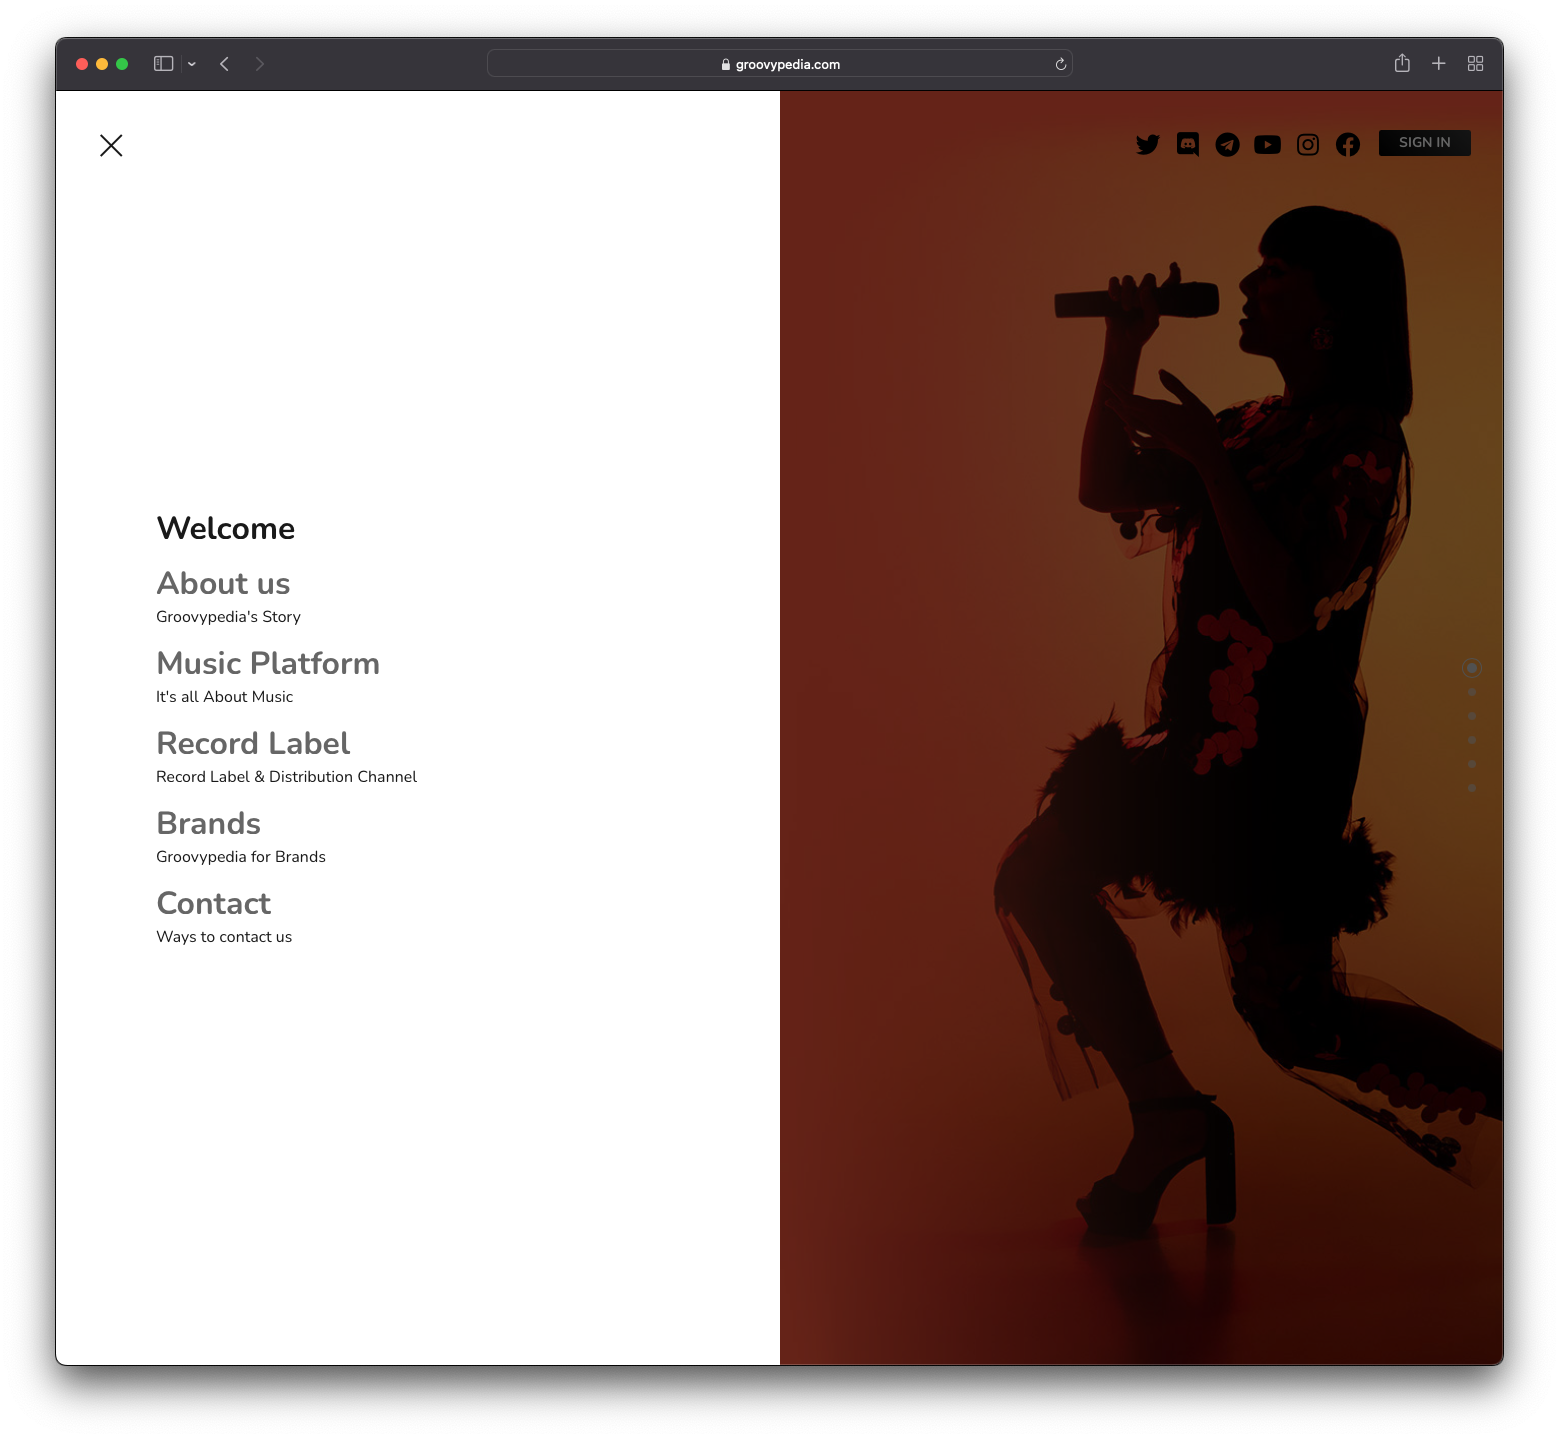 groovypedia.com
SIGN IN
Welcome
About us
Groovypedia's Story
Music Platform
It's all About Music
Record Label
Record Label & Distribution Channel
Brands
Groovypedia for Brands
Contact
Ways to contact us